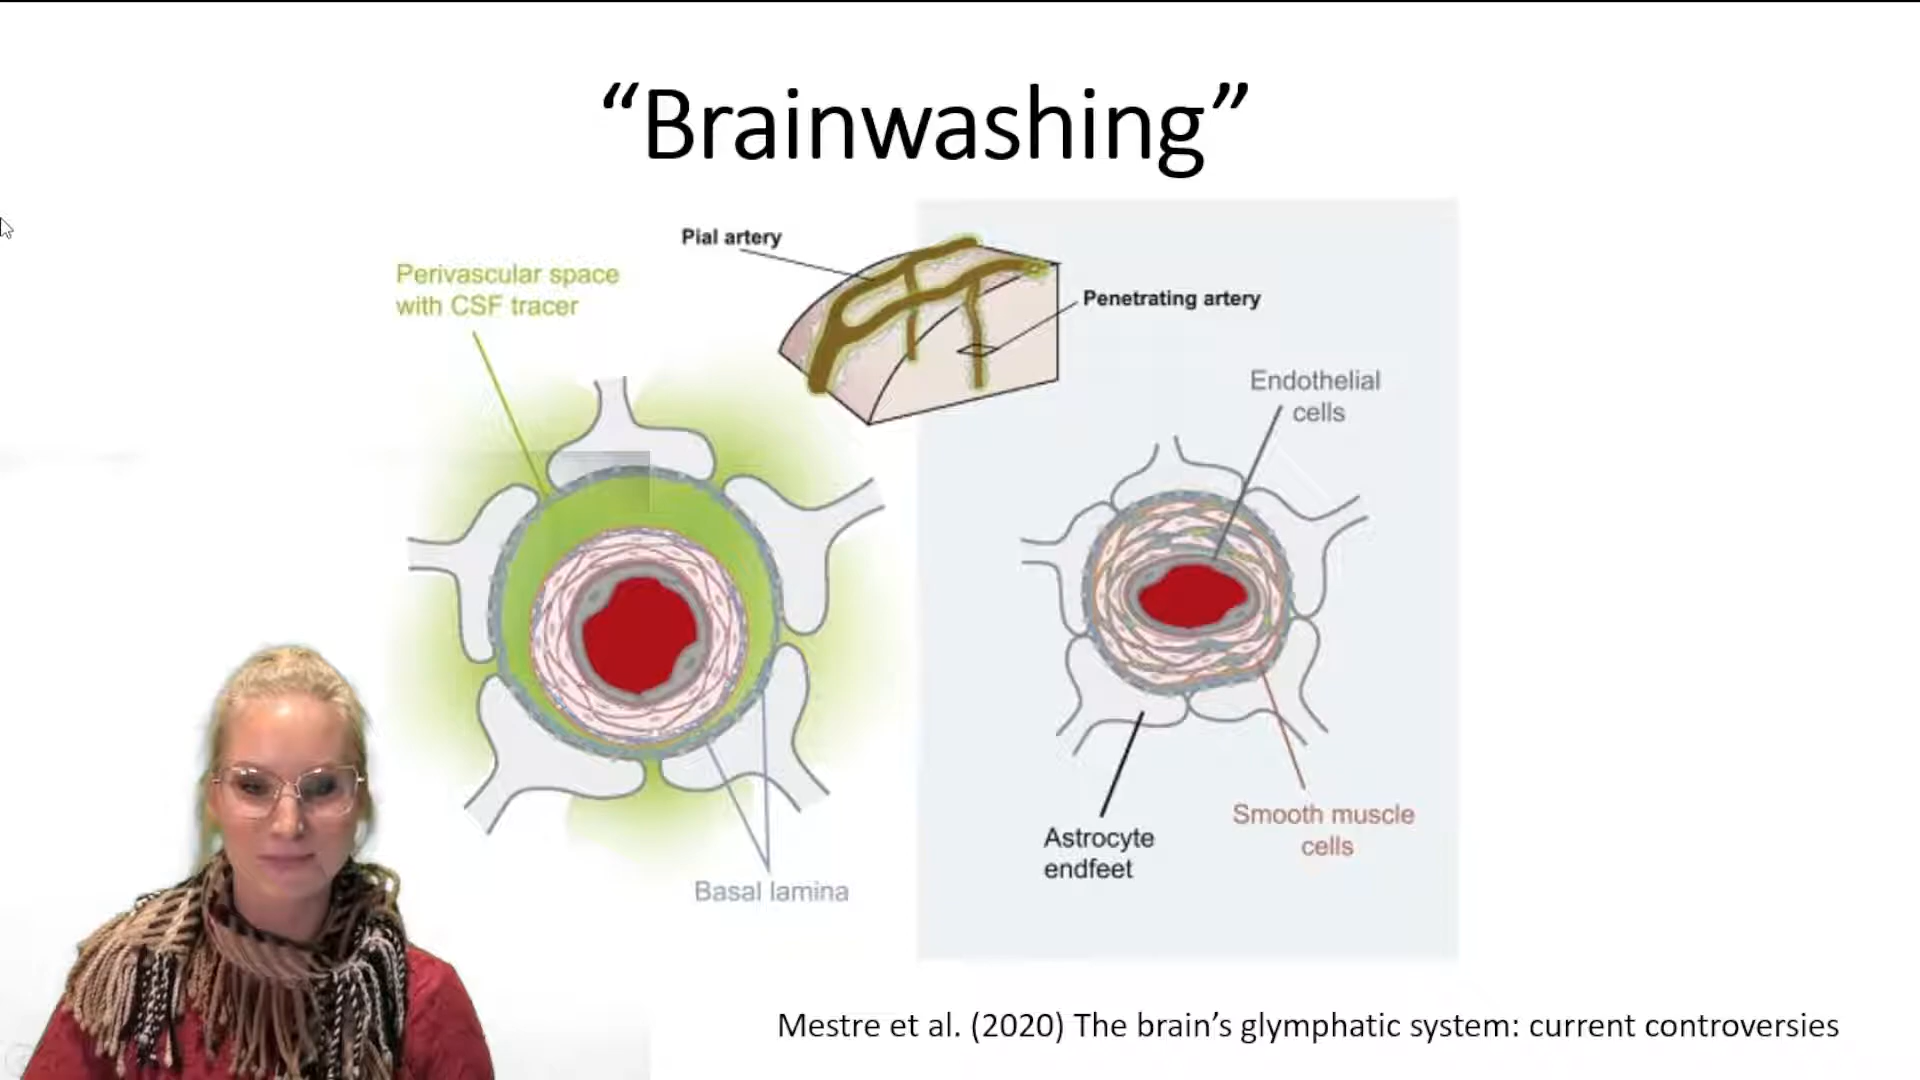 “Brainwashing”
Pial artery
Perivascular space
with CSF tracer
Penetrating artery
Endothelial
cells
Smooth muscle
cells
Astrocyte
endfeet
Basal lamina
Mestre et al. (2020) The brain’s glymphatic system: current controversies